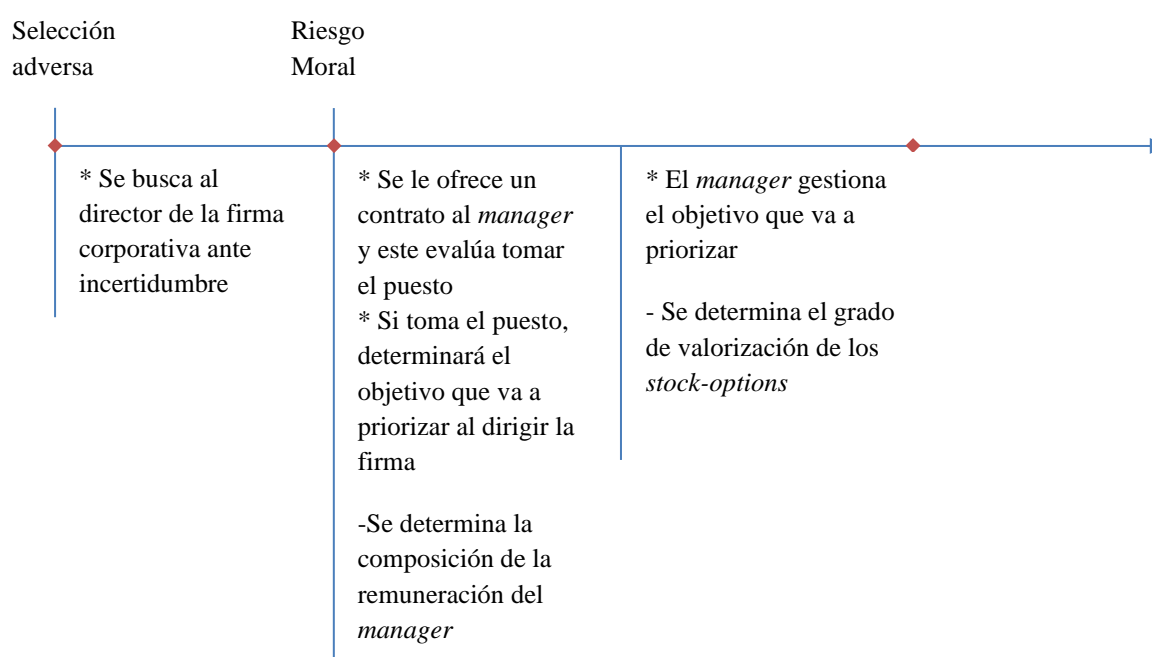 Selección
adversa
Riesgo
Moral
* Se busca al
director de la firma
corporativa ante
incertidumbre
* Se le ofrece un
contrato al manager
y este evalúa tomar
el puesto
* Si toma el puesto,
determinará el
objetivo que va a
priorizar al dirigir la
firma
-Se determina la
composición de la
remuneración del
manager
* El manager gestiona
el objetivo que va a
priorizar
- Se determina el grado
de valorización de los
stock-options